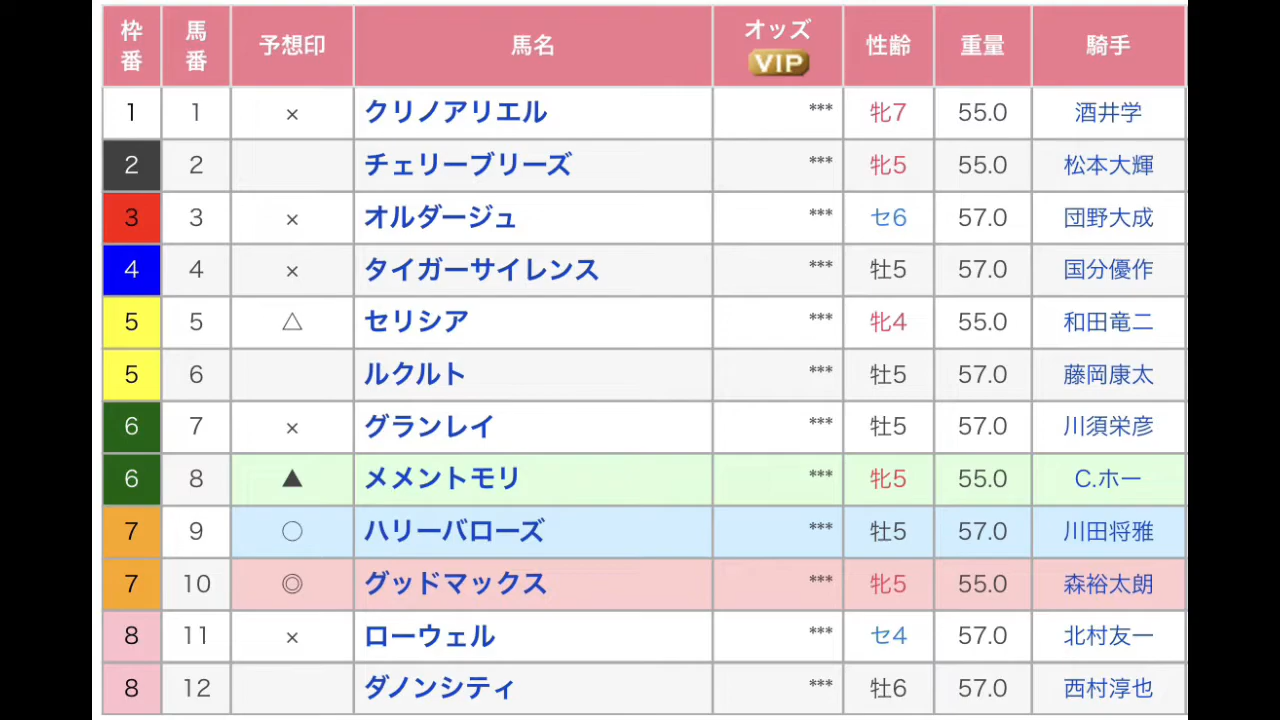 枠番 馬番 予想印 馬名 オッズ VIP 性齢 重量 騎手
1 1 × クリノアリエル *** 牝7 55.0 酒井学
2 2 チェリーブリーズ *** 牝5 55.0 松本大輝
3 3 × オルダージュ *** セ6 57.0 団野大成
4 4 × タイガーサイレンス *** 牡5 57.0 国分優作
5 5 △ セリシア *** 牝4 55.0 和田竜二
5 6 ルクルト *** 牡5 57.0 藤岡康太
6 7 × グランレイ *** 牡5 57.0 川須栄彦
6 8 ▲ メメントモリ *** 牝5 55.0 C.ホー
7 9 ○ ハリーバローズ *** 牡5 57.0 川田将雅
7 10 ◎ グッドマックス *** 牝5 55.0 森裕太朗
8 11 × ローウェル *** セ4 57.0 北村友一
8 12 ダノンシティ *** 牡6 57.0 西村淳也